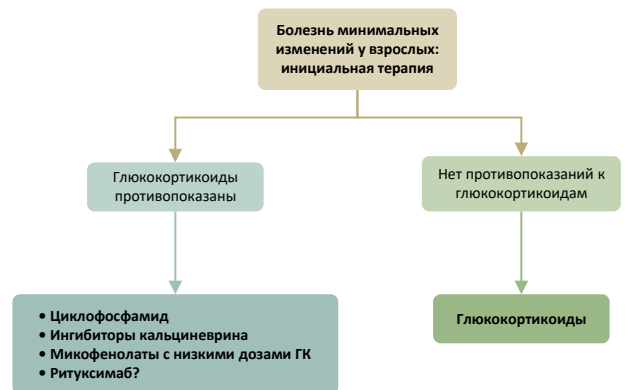 Болезнь минимальных
изменений у взрослых:
инициальная терапия
Глюкокортикоиды
противопоказаны
Нет противопоказаний к
глюкокортикоидам
• Циклофосфамид
• Ингибиторы кальциневрина
• Микофенолаты с низкими дозами ГК
• Ритуксимаб?
Глюкокортикоиды